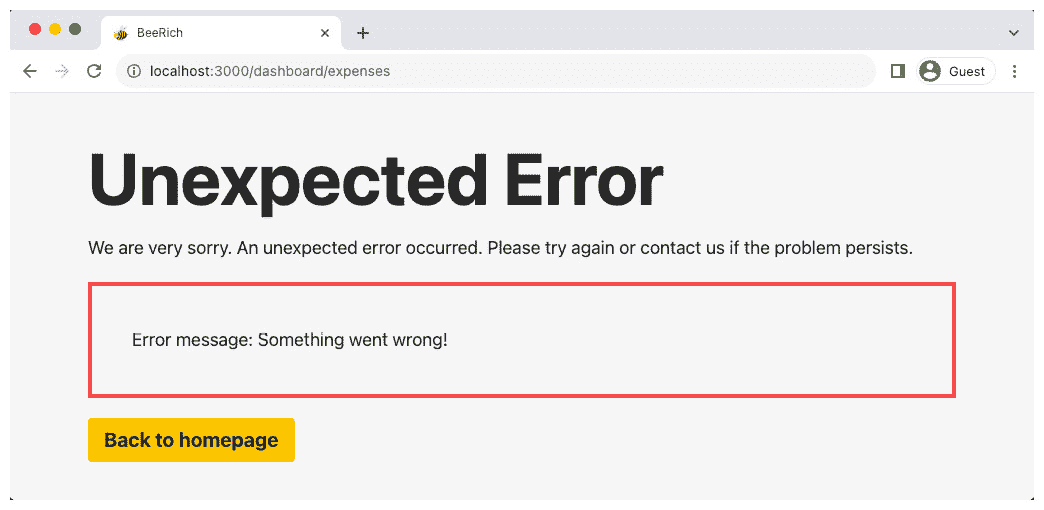 BeeRich
localhost:3000/dashboard/expenses
Guest
Unexpected Error
We are very sorry. An unexpected error occurred. Please try again or contact us if the problem persists.
Error message: Something went wrong!
Back to homepage